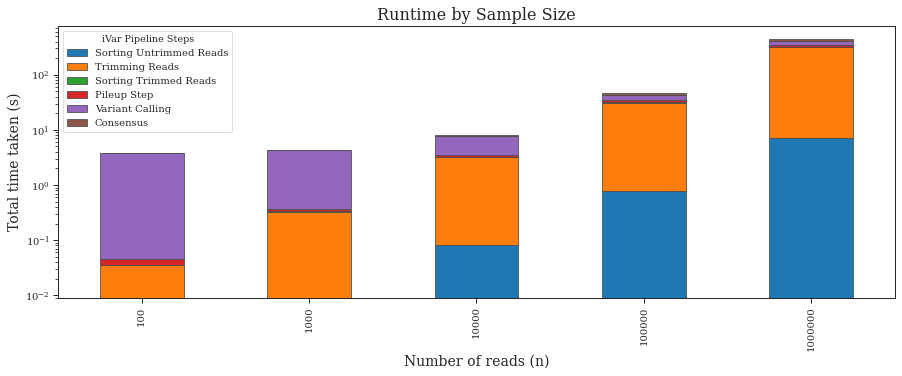 Runtime by Sample Size
iVar Pipeline Steps
Sorting Untrimmed Reads
Trimming Reads
Sorting Trimmed Reads
Pileup Step
Variant Calling
Consensus
Total time taken (s)
10²
10¹
10⁰
10⁻¹
10⁻²
100
1000
10000
100000
1000000
Number of reads (n)